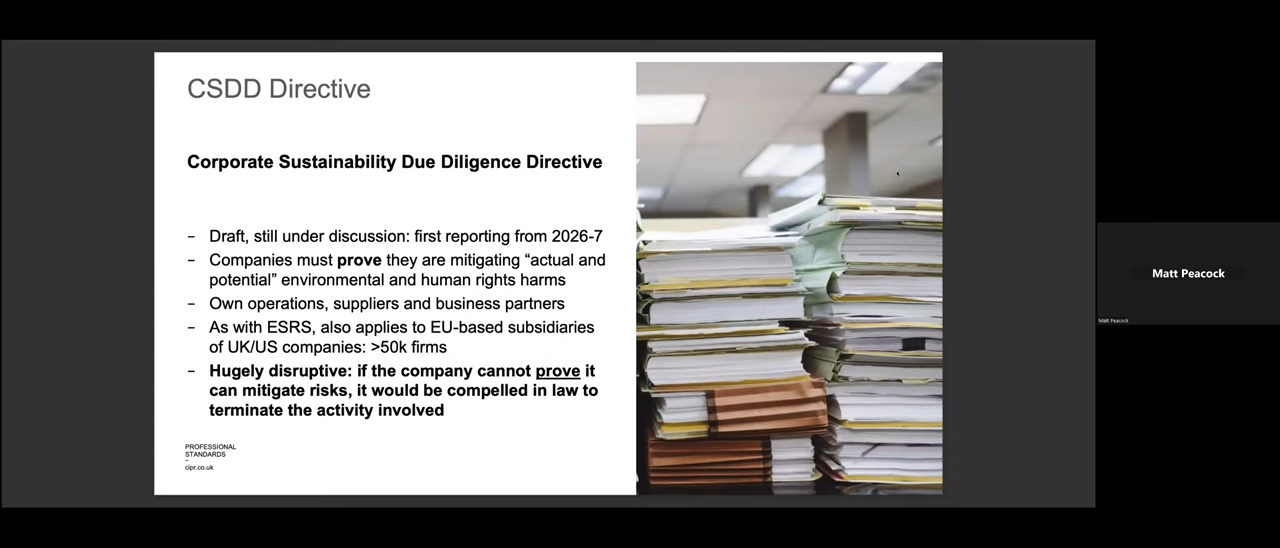 CSDD Directive
Corporate Sustainability Due Diligence Directive
– Draft, still under discussion: first reporting from 2026-7
– Companies must prove they are mitigating “actual and
potential” environmental and human rights harms
– Own operations, suppliers and business partners
– As with ESRS, also applies to EU-based subsidiaries
of UK/US companies: >50k firms
– Hugely disruptive: if the company cannot prove it
can mitigate risks, it would be compelled in law to
terminate the activity involved
PROFESSIONAL
STANDARDS
–
cipr.co.uk
Matt Peacock
Matt Peacock